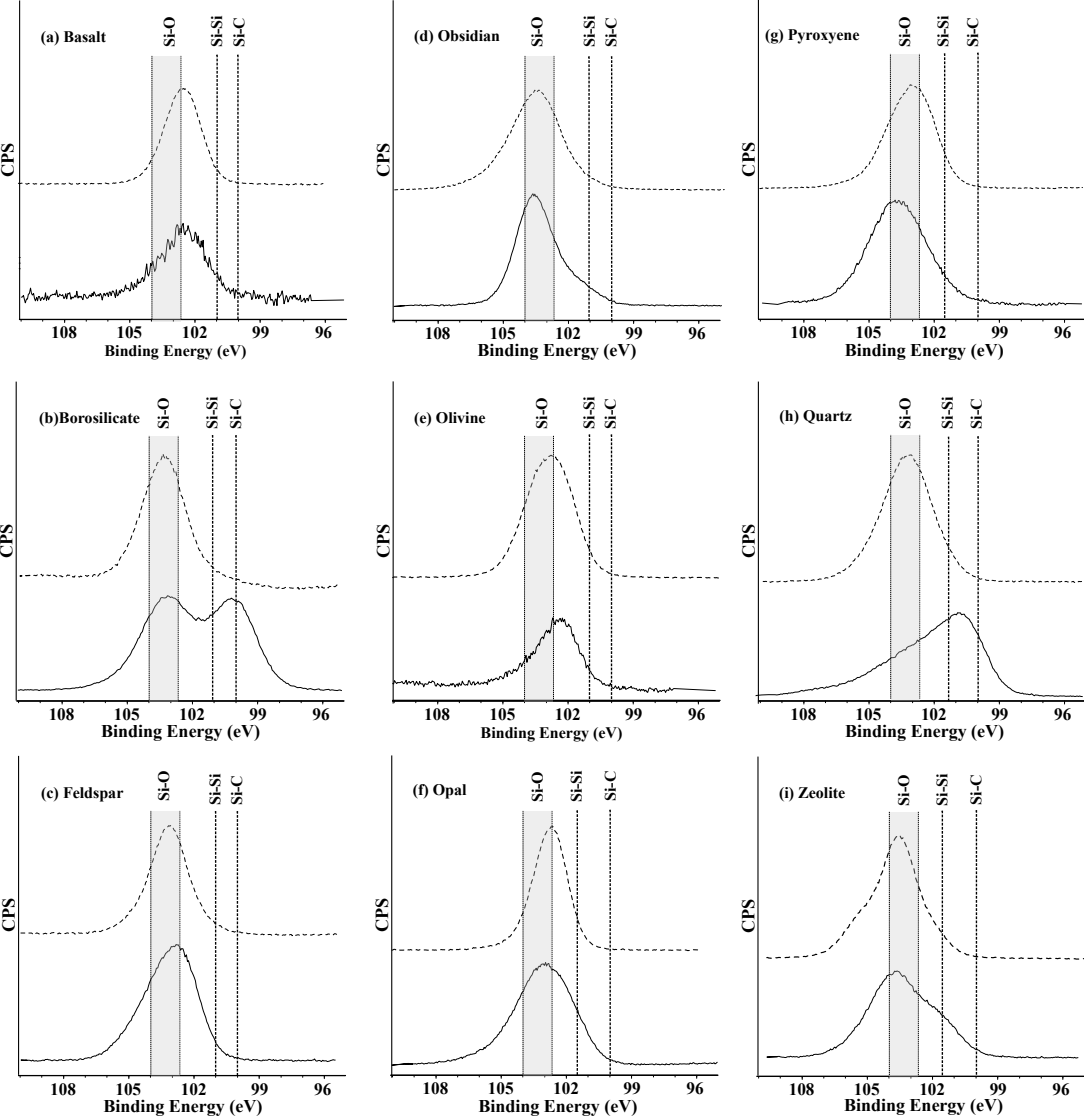 (a) Basalt
Si-O
Si-Si
Si-C
CPS
108 105 102 99 96
Binding Energy (eV)
(d) Obsidian
Si-O
Si-Si
Si-C
CPS
108 105 102 99 96
Binding Energy (eV)
(g) Pyroxyene
Si-O
Si-Si
Si-C
CPS
108 105 102 99 96
Binding Energy (eV)
(b)Borosilicate
Si-O
Si-Si
Si-C
CPS
108 105 102 99 96
Binding Energy (eV)
(e) Olivine
Si-O
Si-Si
Si-C
CPS
108 105 102 99 96
Binding Energy (eV)
(h) Quartz
Si-O
Si-Si
Si-C
CPS
108 105 102 99 96
Binding Energy (eV)
(c) Feldspar
Si-O
Si-Si
Si-C
CPS
108 105 102 99 96
Binding Energy (eV)
(f) Opal
Si-O
Si-Si
Si-C
CPS
108 105 102 99 96
Binding Energy (eV)
(i) Zeolite
Si-O
Si-Si
Si-C
CPS
108 105 102 99 96
Binding Energy (eV)